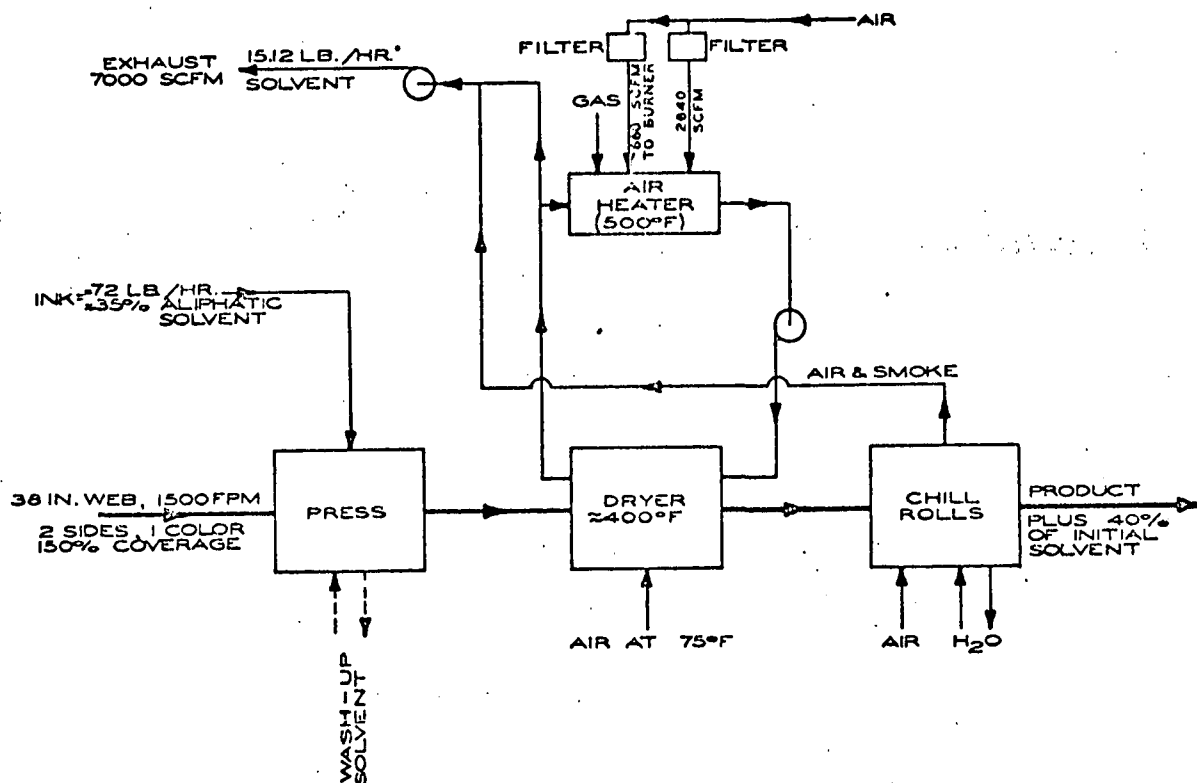 AIR
FILTER
FILTER
EXHAUST
7000 SCFM
15.12 LB./HR.*
SOLVENT
GAS
≈660 SCFM
TO BURNER
2840
SCFM
AIR
HEATER
(500°F)
INK=≈72 LB./HR.
≈35% ALIPHATIC
SOLVENT
AIR & SMOKE
38 IN. WEB, 1500 FPM
2 SIDES, 1 COLOR
150% COVERAGE
PRESS
DRYER
≈400°F
CHILL
ROLLS
PRODUCT
PLUS 40%
OF INITIAL
SOLVENT
AIR AT 75°F
AIR
H₂O
WASH-UP
SOLVENT